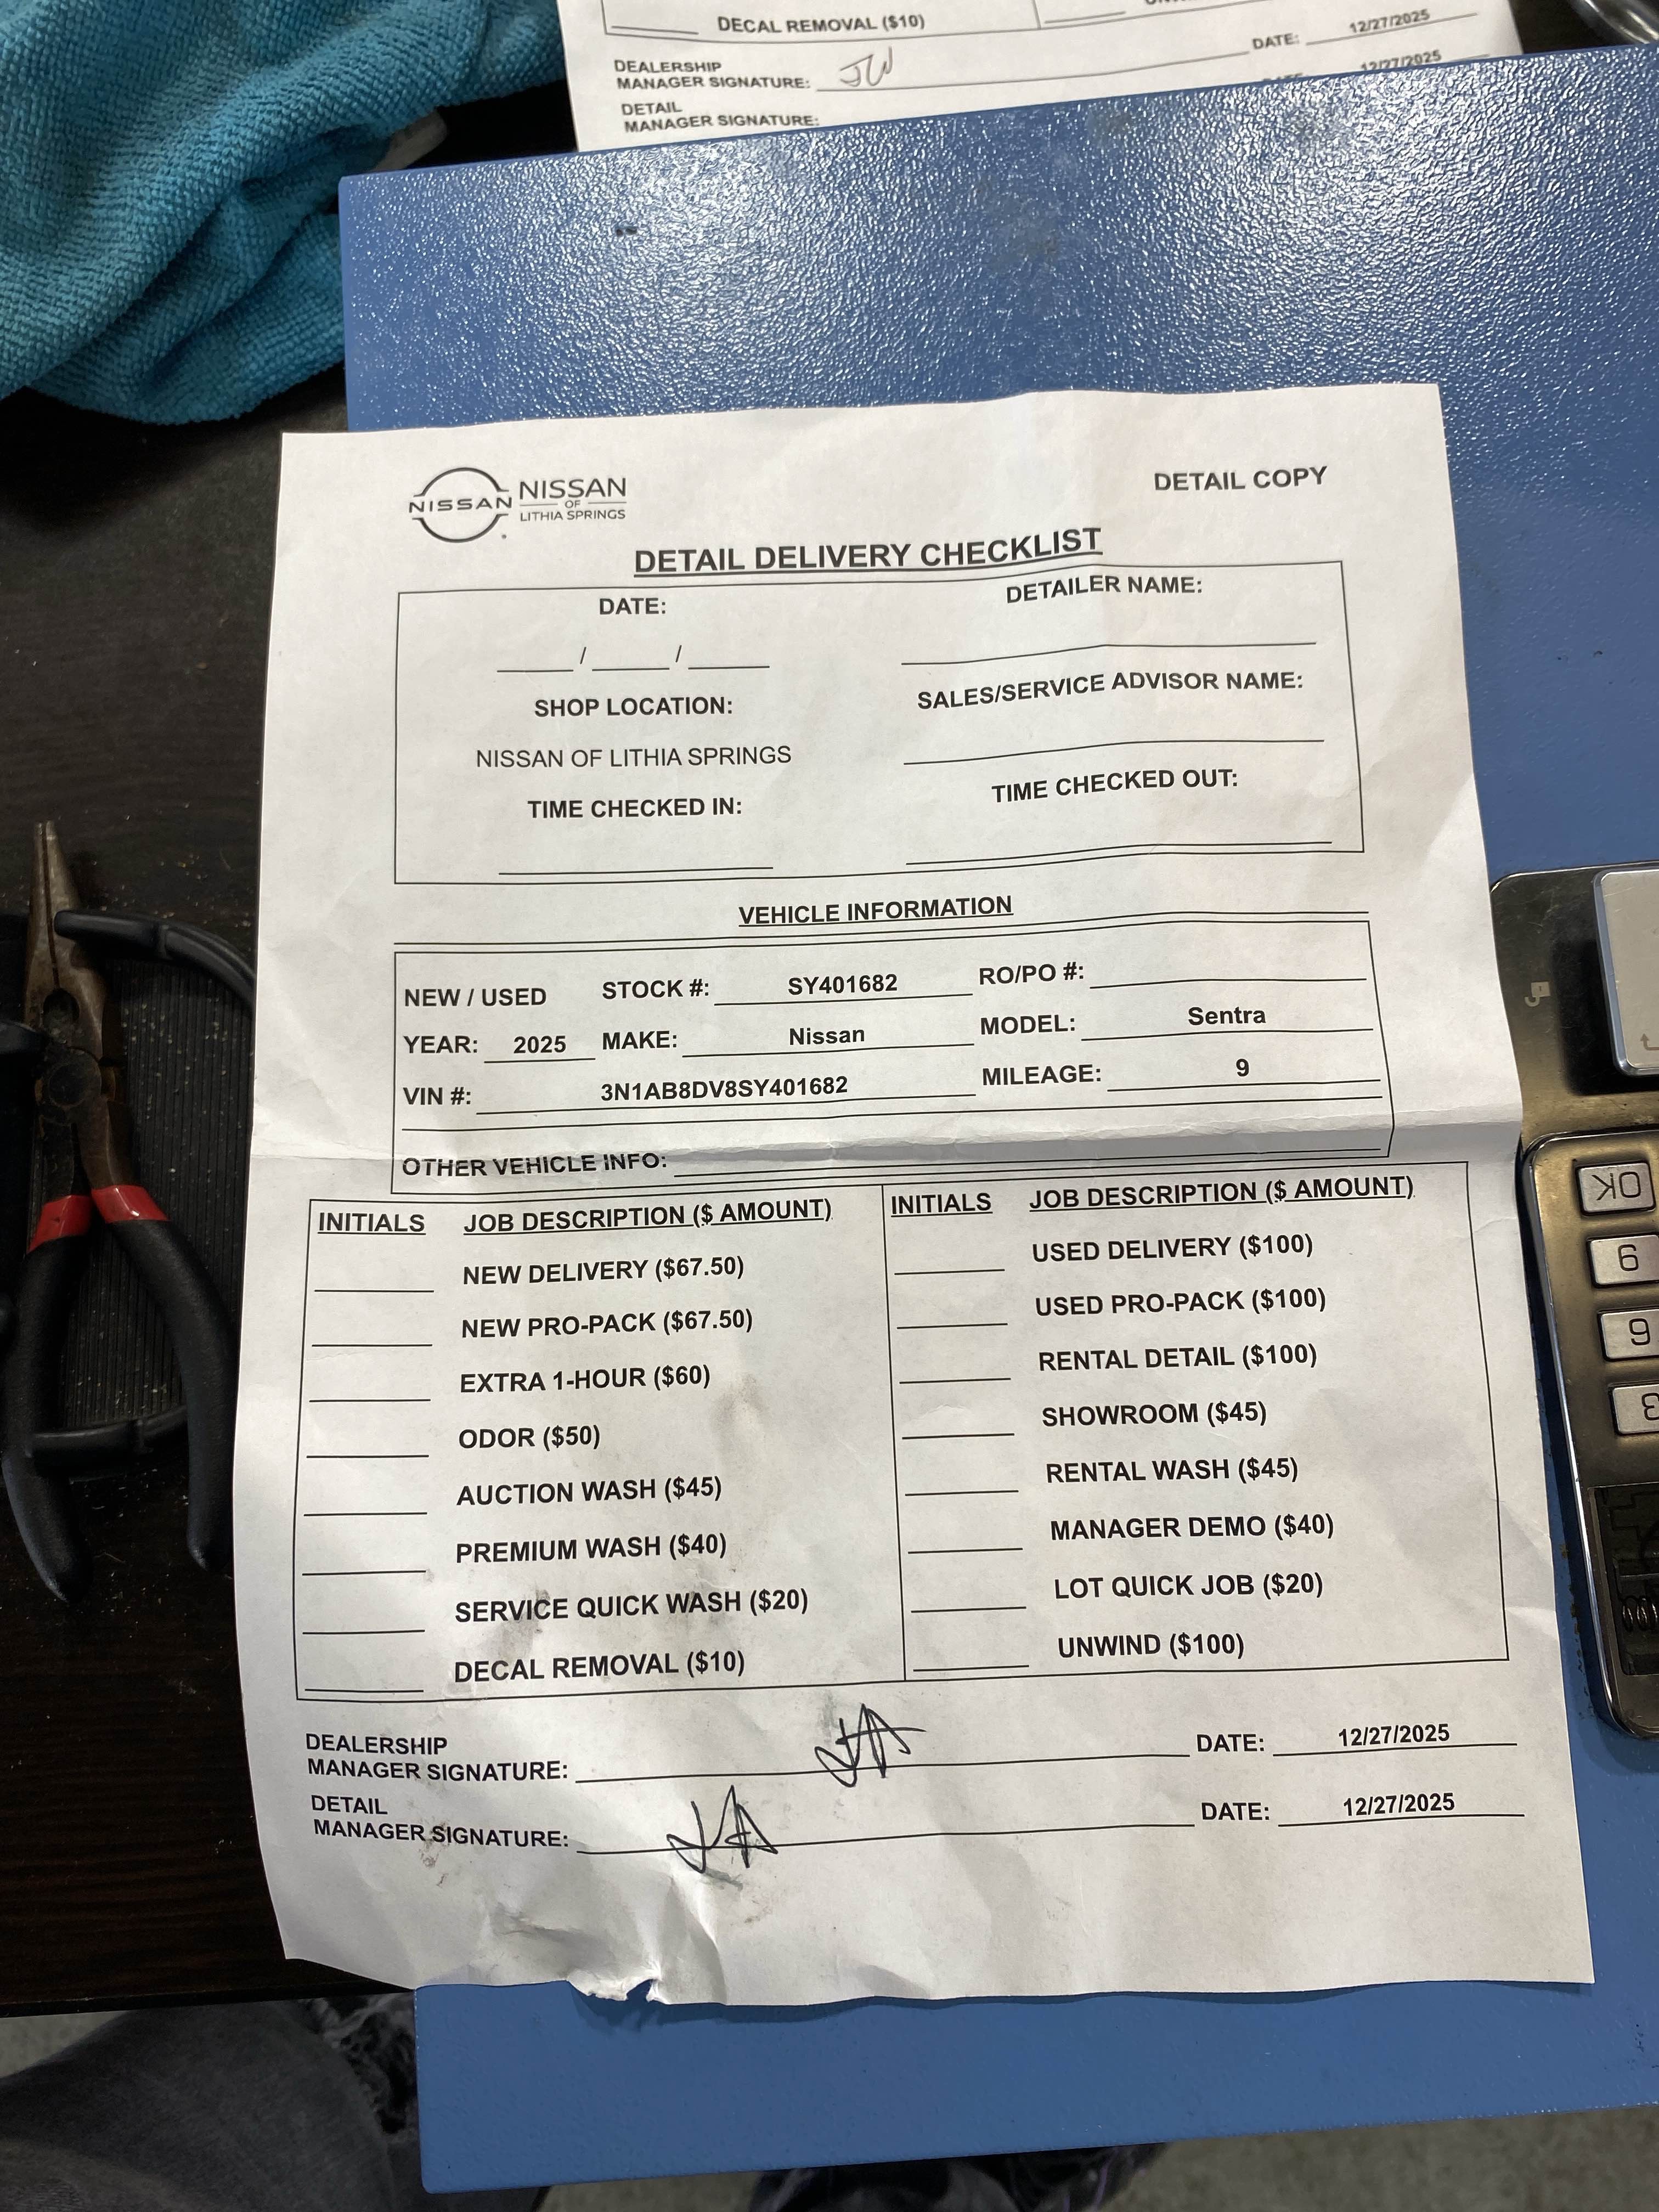 DECAL REMOVAL ($10)
DEALERSHIP
MANAGER SIGNATURE: JW DATE: 12/27/2025
DETAIL
MANAGER SIGNATURE: 12/27/2025
NISSAN NISSAN
OF
LITHIA SPRINGS
DETAIL COPY
DETAIL DELIVERY CHECKLIST
DATE: DETAILER NAME:
/ /
SHOP LOCATION: SALES/SERVICE ADVISOR NAME:
NISSAN OF LITHIA SPRINGS
TIME CHECKED IN: TIME CHECKED OUT:
VEHICLE INFORMATION
NEW / USED STOCK #: SY401682 RO/PO #:
YEAR: 2025 MAKE: Nissan MODEL: Sentra
VIN #: 3N1AB8DV8SY401682 MILEAGE: 9
OTHER VEHICLE INFO:
INITIALS JOB DESCRIPTION ($ AMOUNT) INITIALS JOB DESCRIPTION ($ AMOUNT)
NEW DELIVERY ($67.50) USED DELIVERY ($100)
NEW PRO-PACK ($67.50) USED PRO-PACK ($100)
EXTRA 1-HOUR ($60) RENTAL DETAIL ($100)
ODOR ($50) SHOWROOM ($45)
AUCTION WASH ($45) RENTAL WASH ($45)
PREMIUM WASH ($40) MANAGER DEMO ($40)
SERVICE QUICK WASH ($20) LOT QUICK JOB ($20)
DECAL REMOVAL ($10) UNWIND ($100)
DEALERSHIP
MANAGER SIGNATURE: JA DATE: 12/27/2025
DETAIL
MANAGER SIGNATURE: JA DATE: 12/27/2025
OK
9
6
3